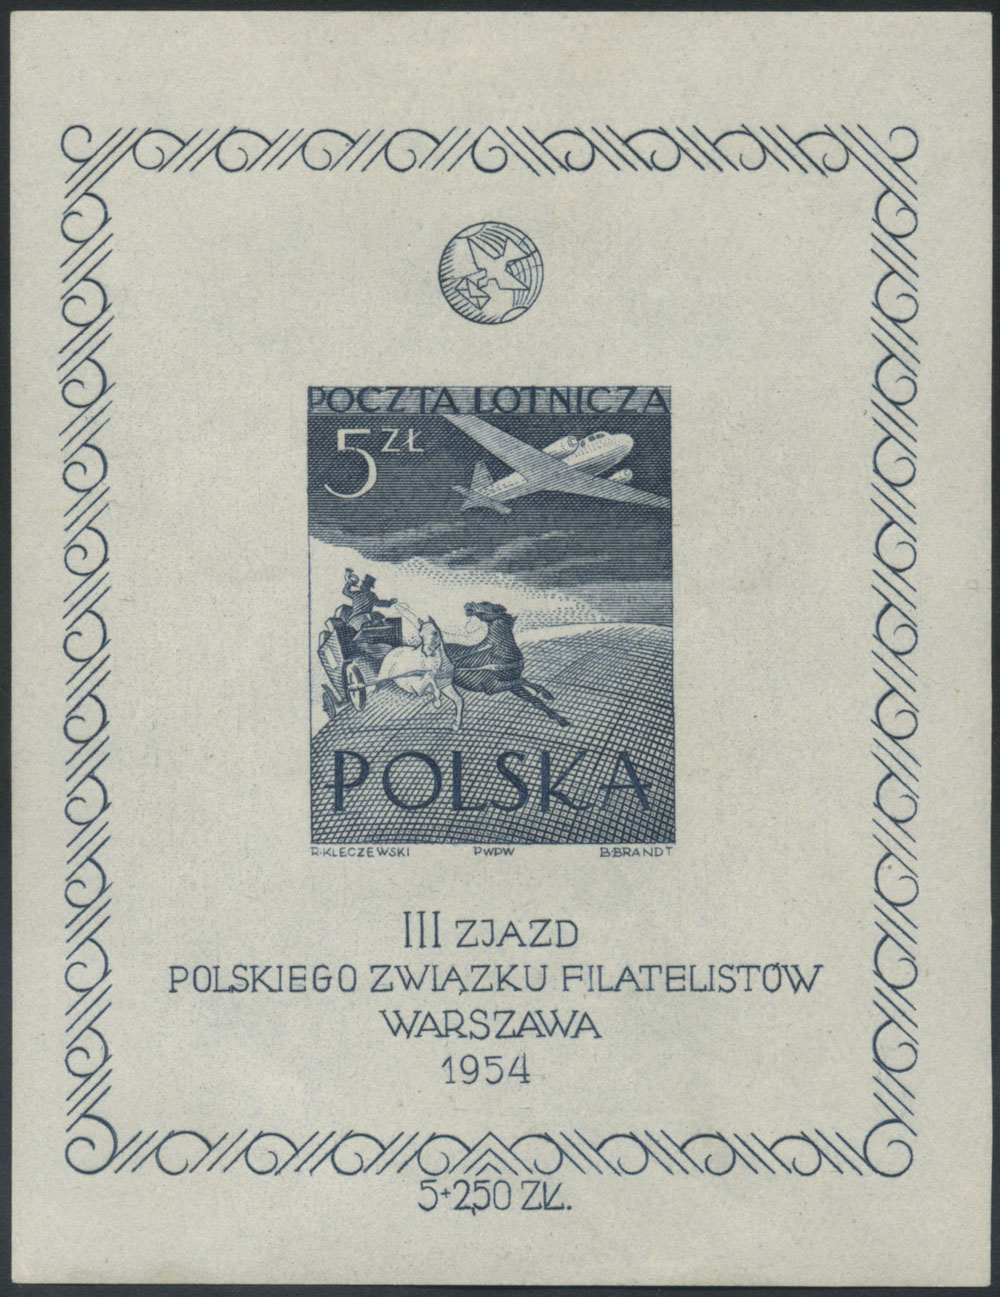 POCZTA LOTNICZA
5 ZŁ
POLSKA
R·KLECZEWSKI PWPW B·BRANDT
III ZJAZD
POLSKIEGO ZWIĄZKU FILATELISTÓW
WARSZAWA
1954
5+2,50 ZŁ.